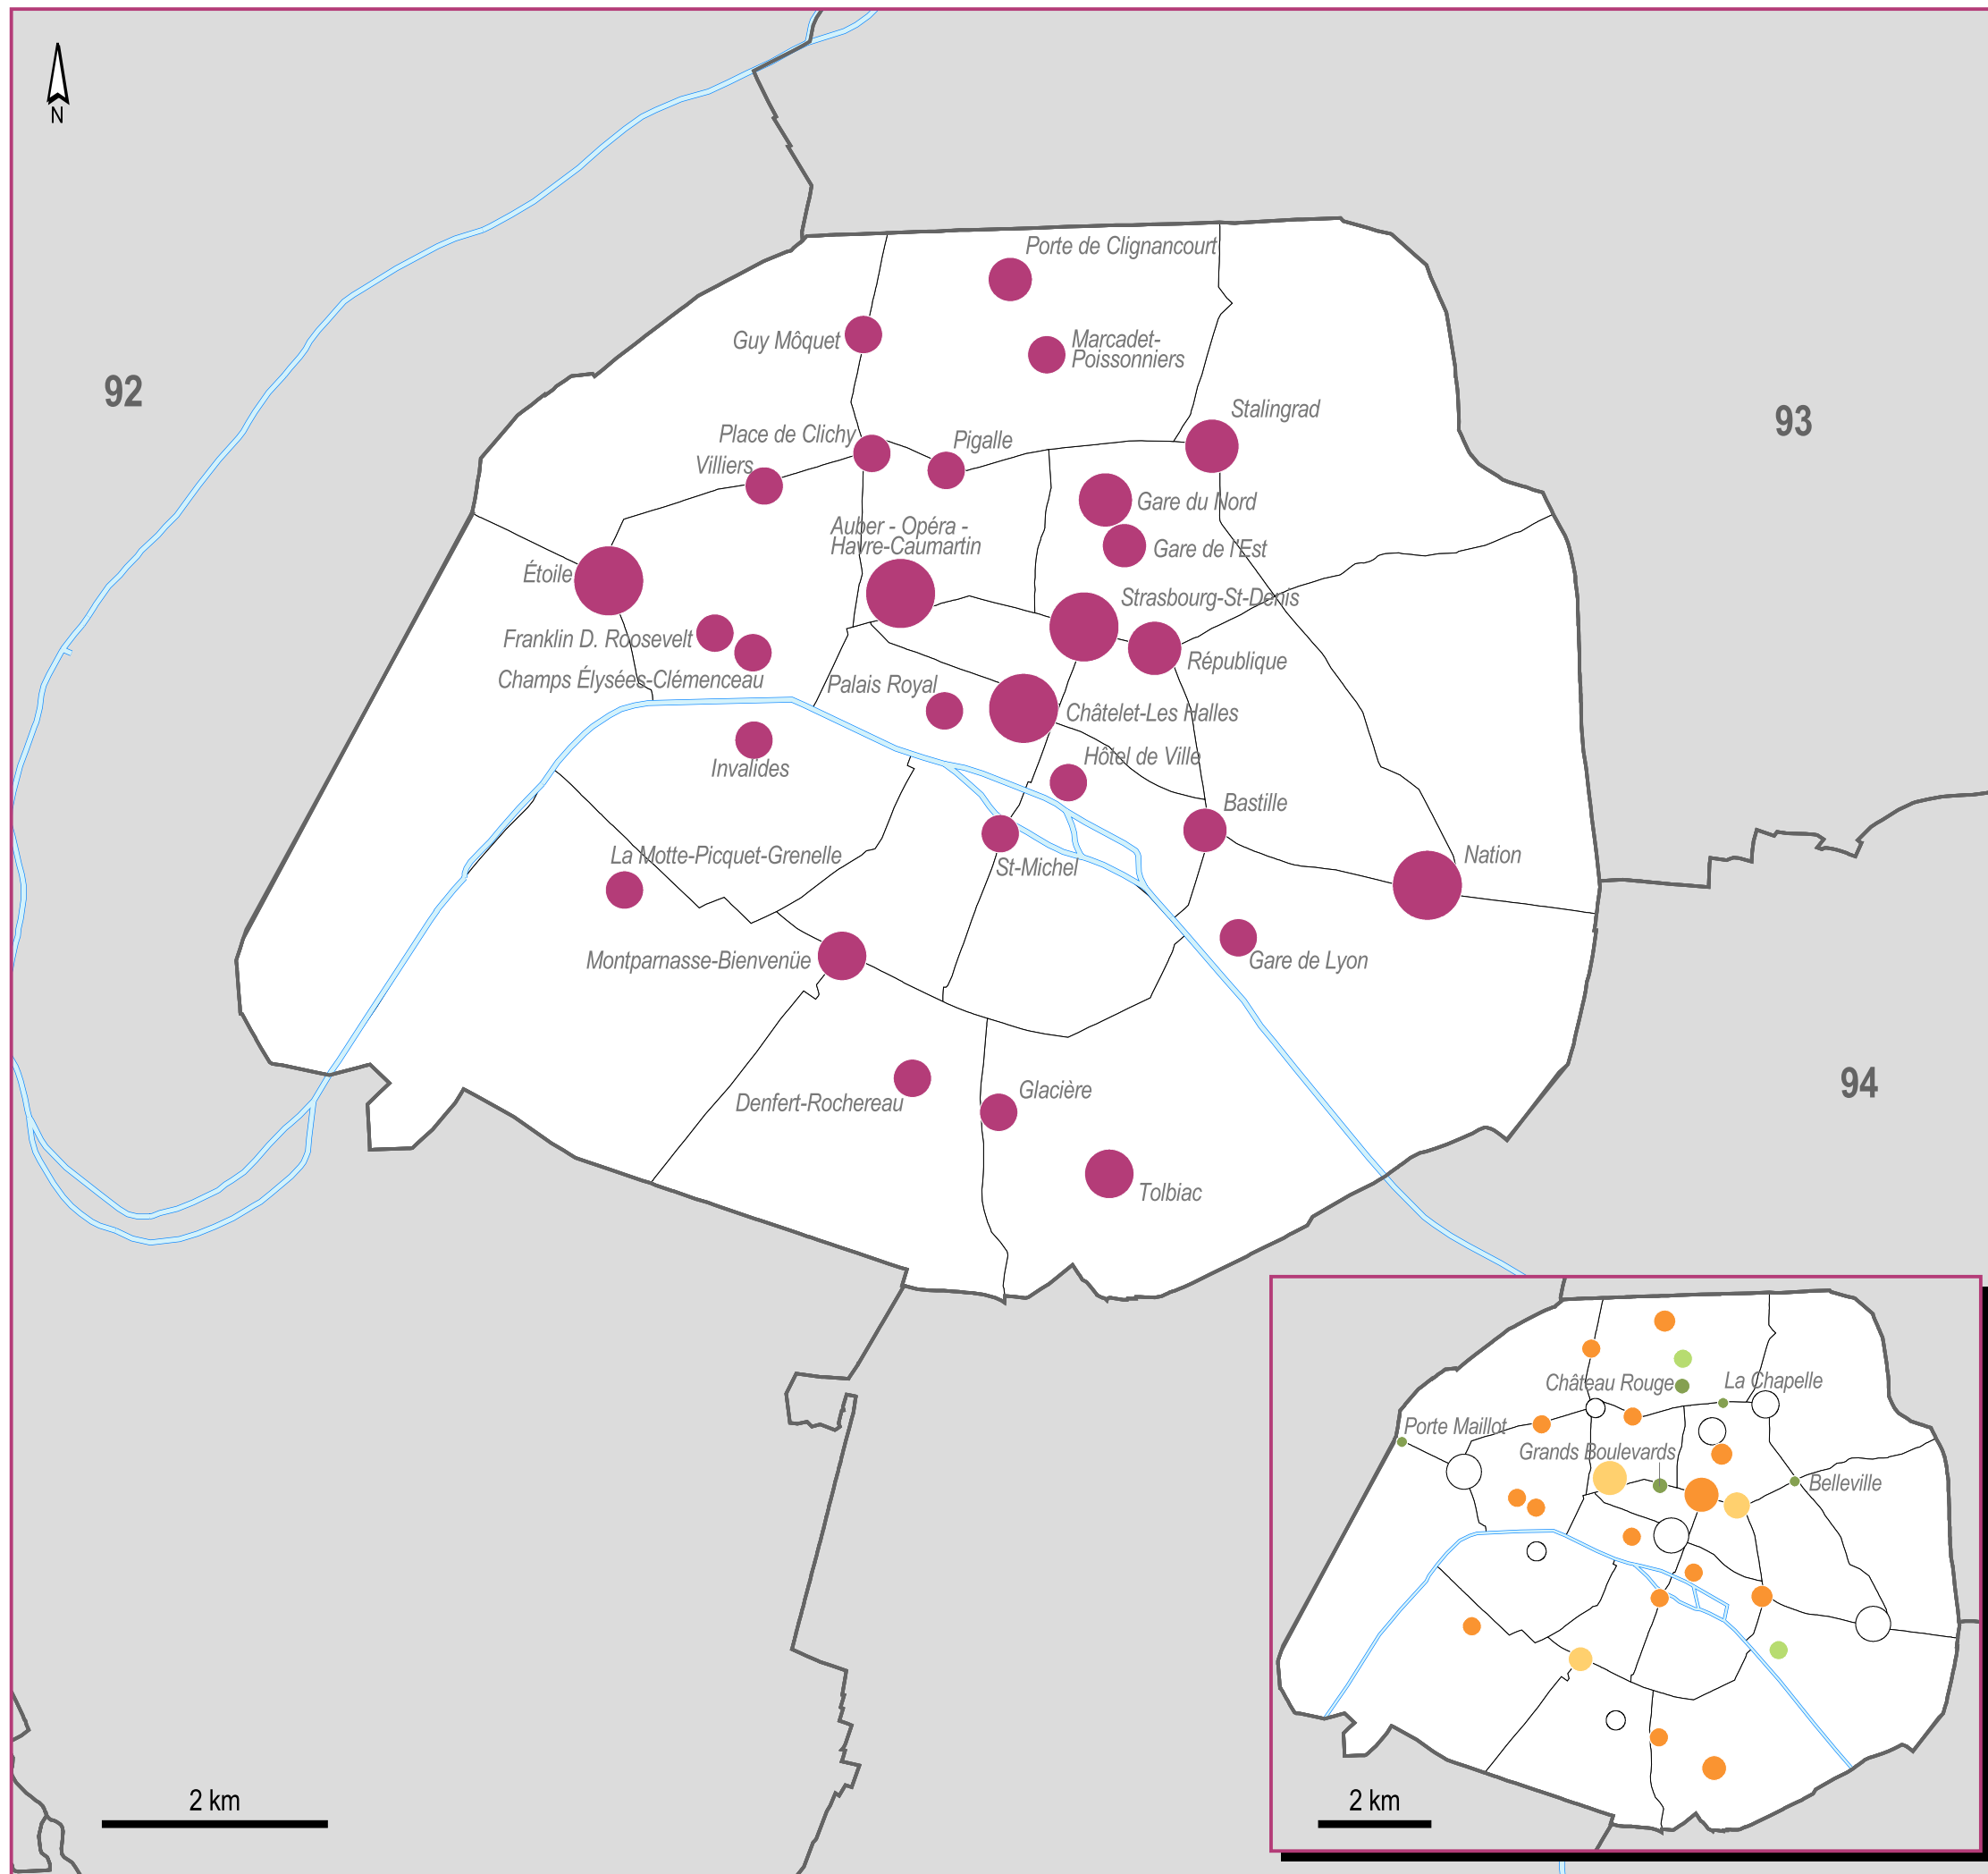 N
Porte de Clignancourt
Guy Môquet
Marcadet-
Poissonniers
92
93
Stalingrad
Place de Clichy
Pigalle
Villiers
Gare du Nord
Auber - Opéra -
Havre-Caumartin
Gare de l'Est
Étoile
Strasbourg-St-Denis
Franklin D. Roosevelt
République
Champs Élysées-Clémenceau
Palais Royal
Châtelet-Les Halles
Hôtel de Ville
Invalides
Bastille
La Motte-Picquet-Grenelle
St-Michel
Nation
Montparnasse-Bienvenüe
Gare de Lyon
94
Glacière
Denfert-Rochereau
Tolbiac
2 km
Château Rouge
La Chapelle
Porte Maillot
Grands Boulevards
Belleville
2 km